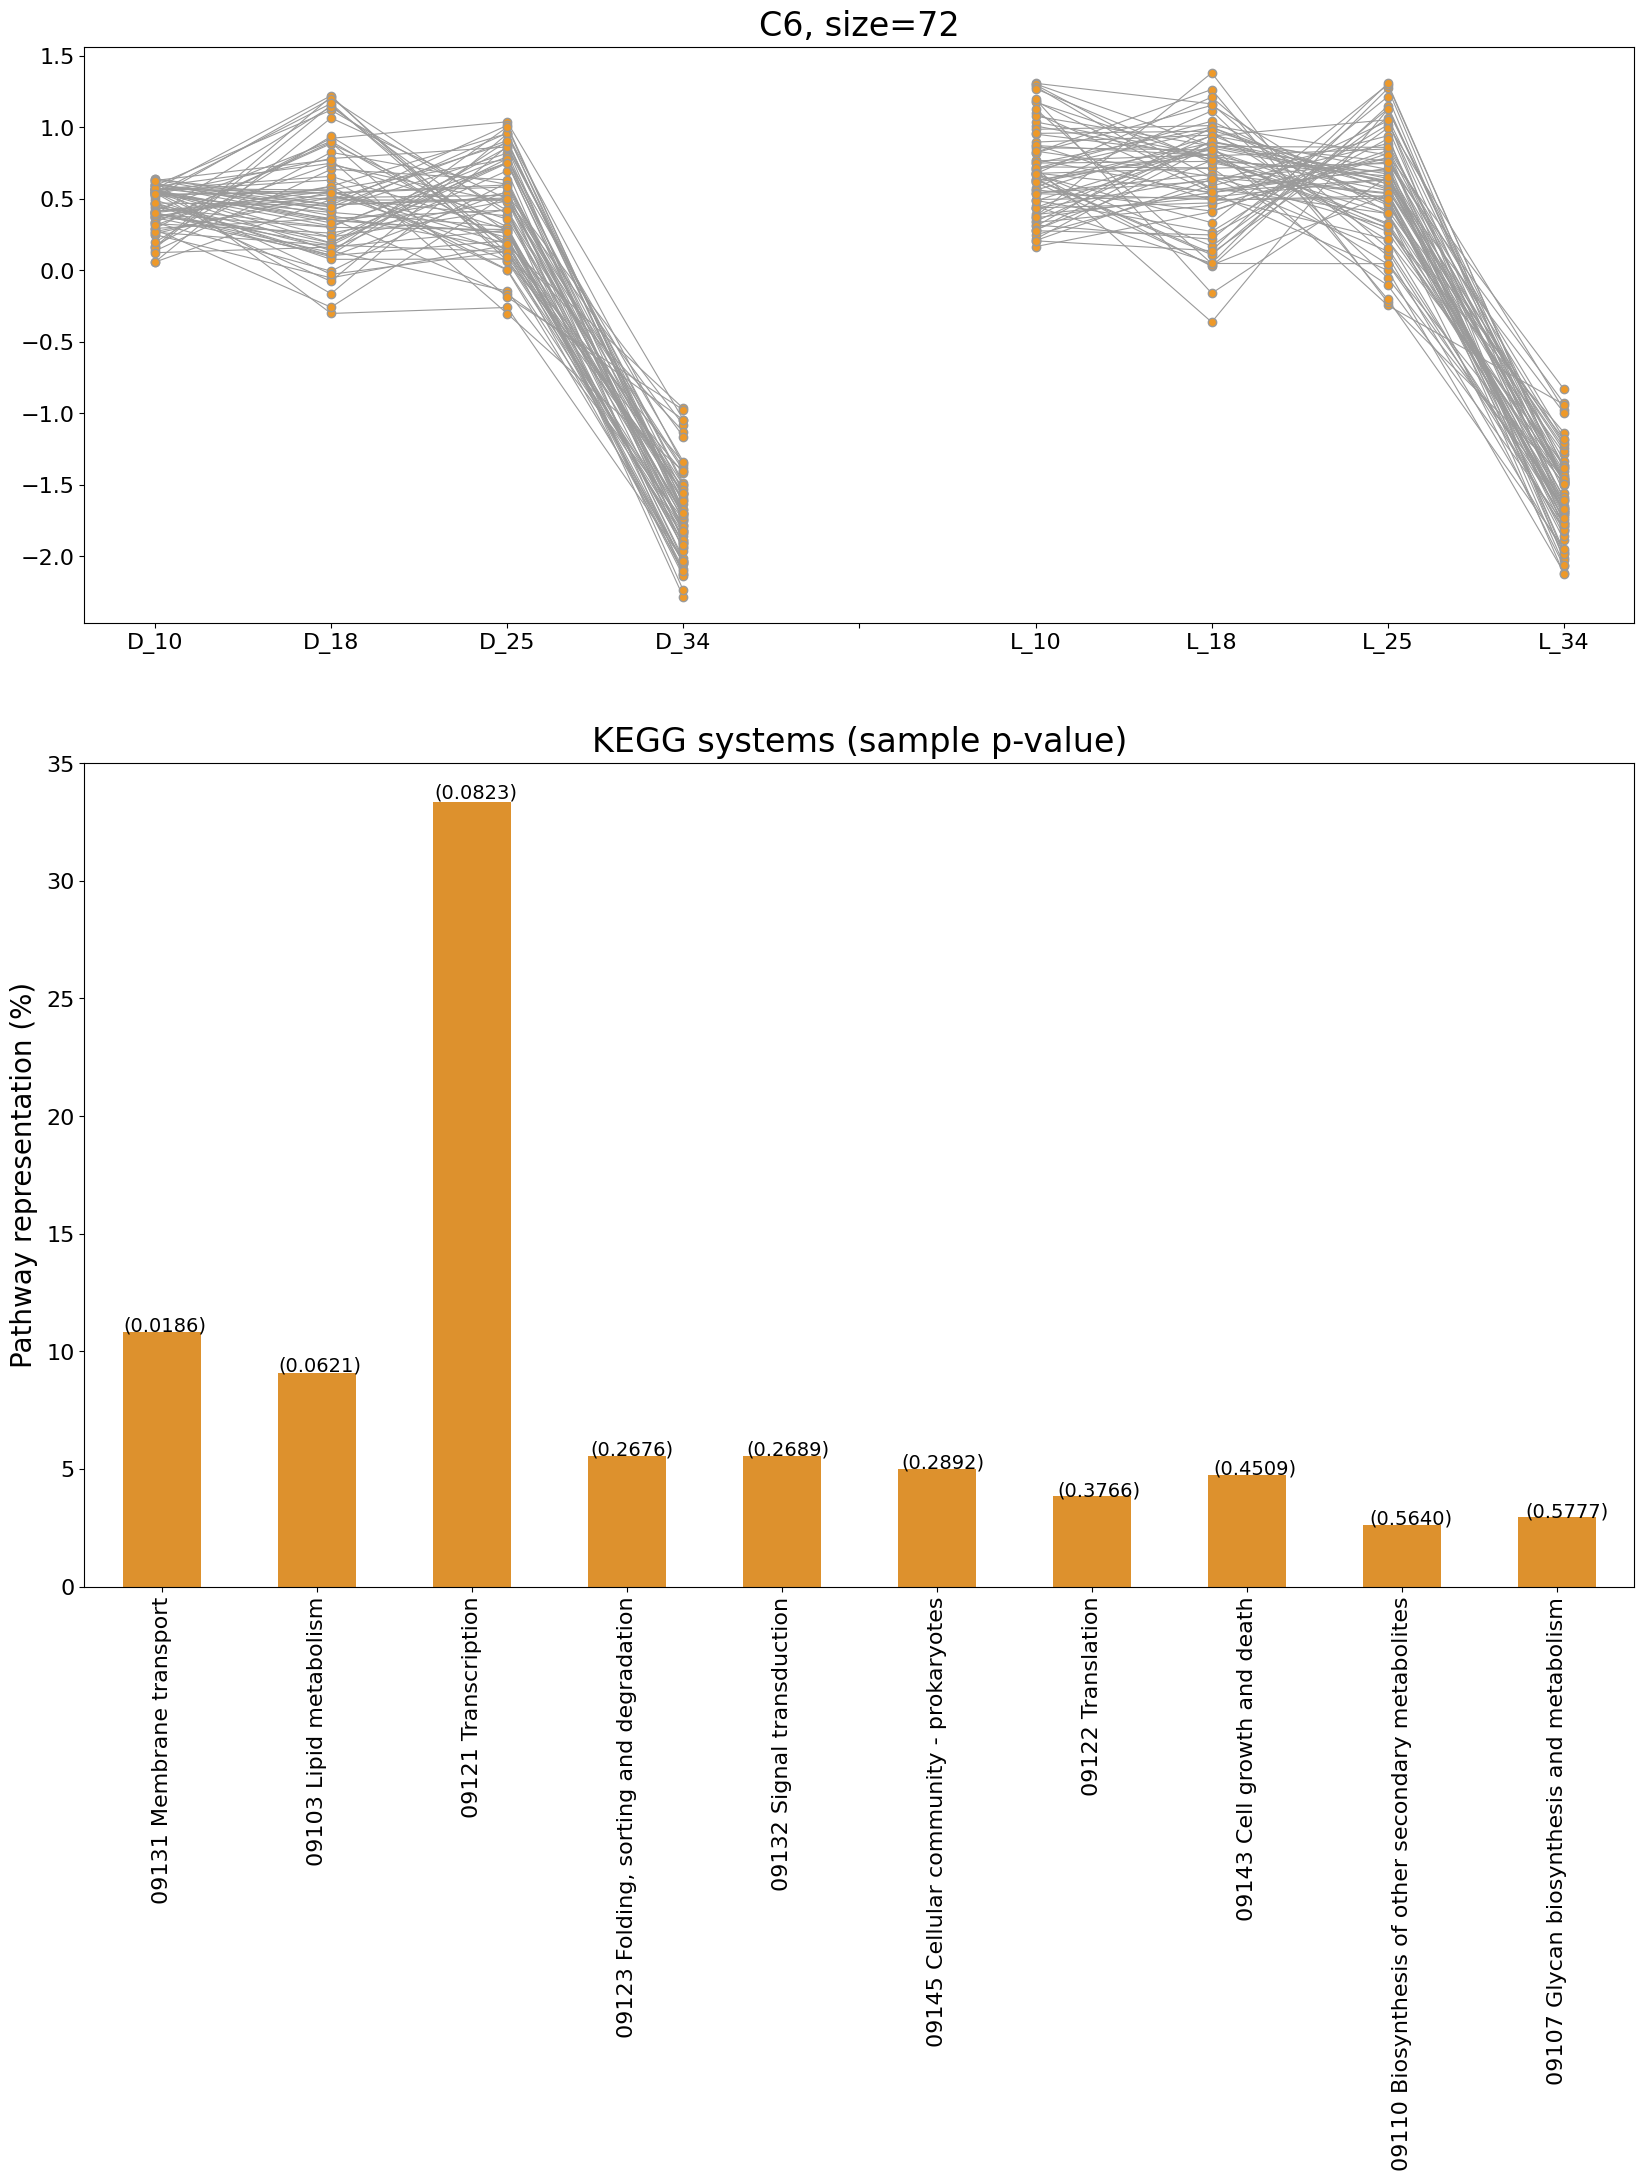 C6, size=72
1.5
1.0
0.5
0.0
−0.5
−1.0
−1.5
−2.0
D_10 D_18 D_25 D_34 L_10 L_18 L_25 L_34
KEGG systems (sample p-value)
Pathway representation (%)
35
30
25
20
15
10
5
0
(0.0186)
(0.0621)
(0.0823)
(0.2676)
(0.2689)
(0.2892)
(0.3766)
(0.4509)
(0.5640)
(0.5777)
09131 Membrane transport
09103 Lipid metabolism
09121 Transcription
09123 Folding, sorting and degradation
09132 Signal transduction
09145 Cellular community - prokaryotes
09122 Translation
09143 Cell growth and death
09110 Biosynthesis of other secondary metabolites
09107 Glycan biosynthesis and metabolism